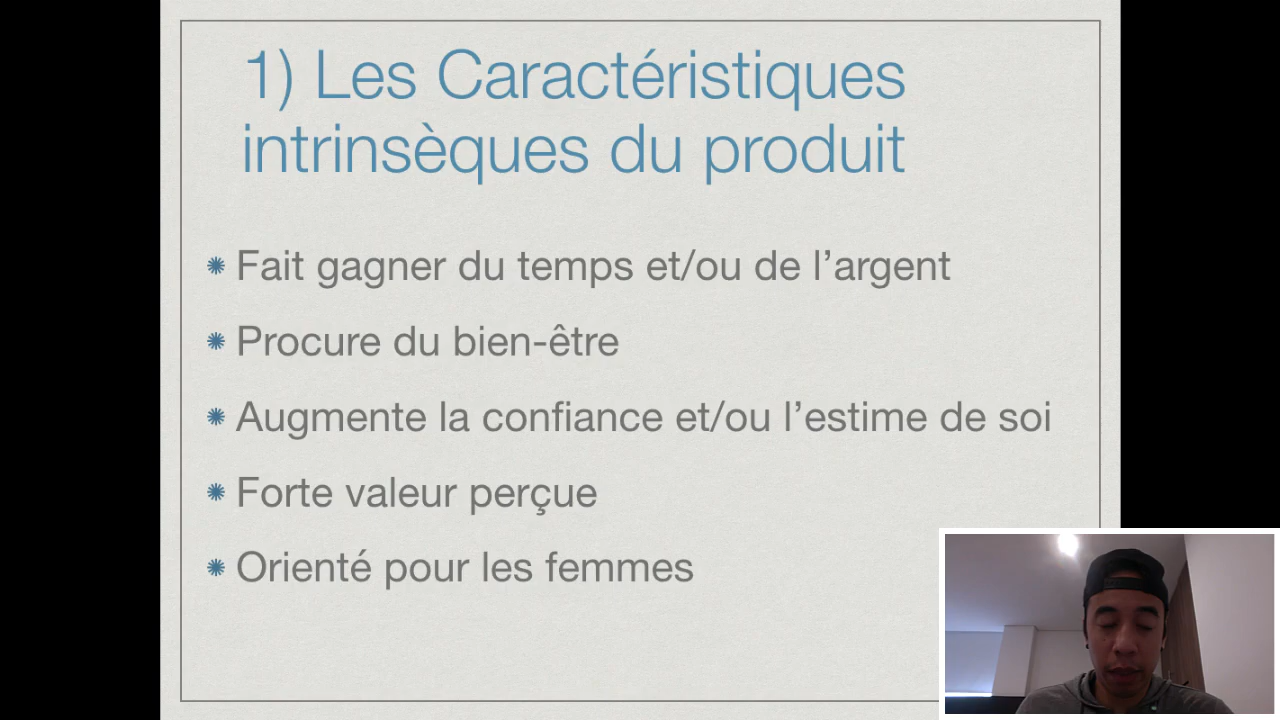 1) Les Caractéristiques
intrinsèques du produit
Fait gagner du temps et/ou de l’argent
Procure du bien-être
Augmente la confiance et/ou l’estime de soi
Forte valeur perçue
Orienté pour les femmes